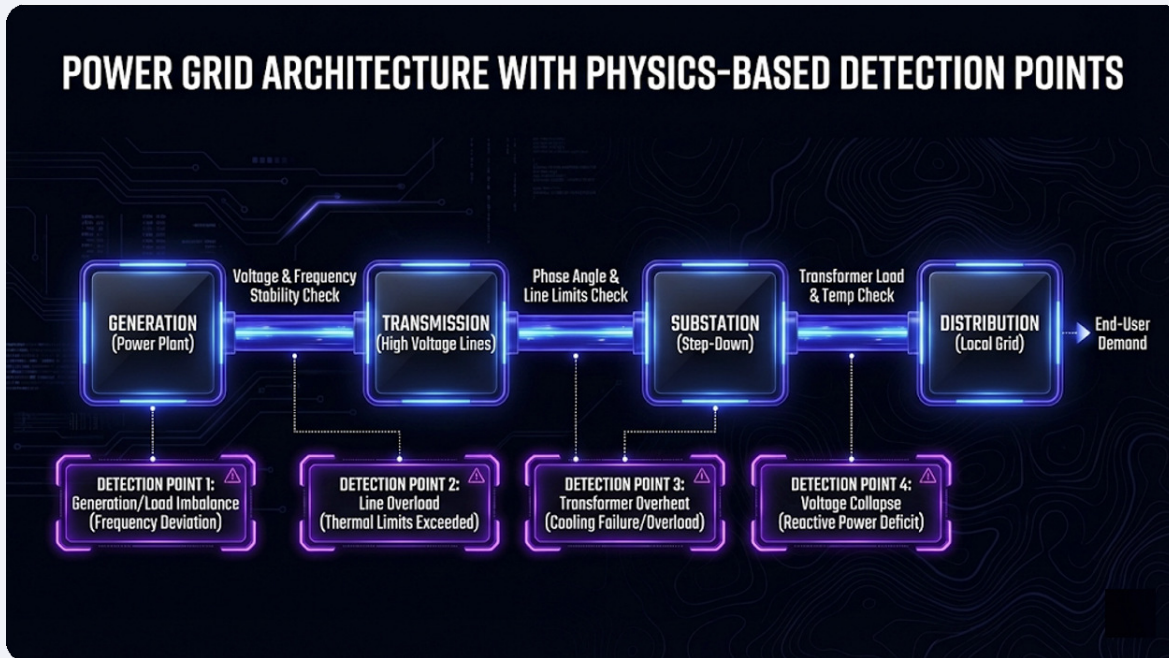 POWER GRID ARCHITECTURE WITH PHYSICS-BASED DETECTION POINTS
Voltage & Frequency
Stability Check
Phase Angle &
Line Limits Check
Transformer Load
& Temp Check
GENERATION
(Power Plant)
TRANSMISSION
(High Voltage Lines)
SUBSTATION
(Step-Down)
DISTRIBUTION
(Local Grid)
End-User
Demand
DETECTION POINT 1:
Generation/Load Imbalance
(Frequency Deviation)
DETECTION POINT 2:
Line Overload
(Thermal Limits Exceeded)
DETECTION POINT 3:
Transformer Overheat
(Cooling Failure/Overload)
DETECTION POINT 4:
Voltage Collapse
(Reactive Power Deficit)